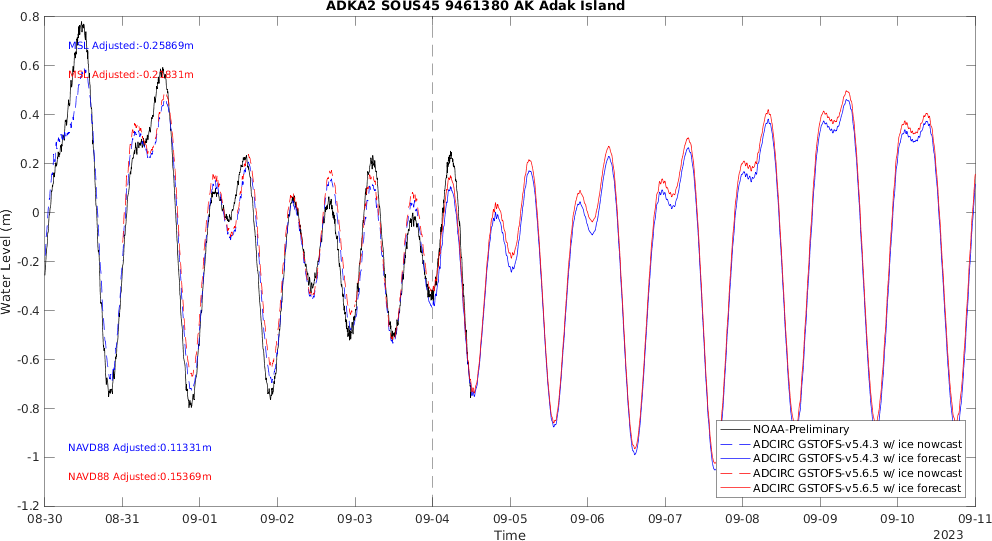 ADKA2 SOUS45 9461380 AK Adak Island
MSL Adjusted:-0.25869m
MSL Adjusted:
NAVD88 Adjusted:0.11331m
NAVD88 Adjusted:0.15369m
Water Level (m)
0.8
0.6
0.4
0.2
0
-0.2
-0.4
-0.6
-0.8
-1
-1.2
NOAA-Preliminary
ADCIRC GSTOFS-v5.4.3 w/ ice nowcast
ADCIRC GSTOFS-v5.4.3 w/ ice forecast
ADCIRC GSTOFS-v5.6.5 w/ ice nowcast
ADCIRC GSTOFS-v5.6.5 w/ ice forecast
08-30 08-31 09-01 09-02 09-03 09-04 09-05 09-06 09-07 09-08 09-09 09-10 09-11
Time
2023